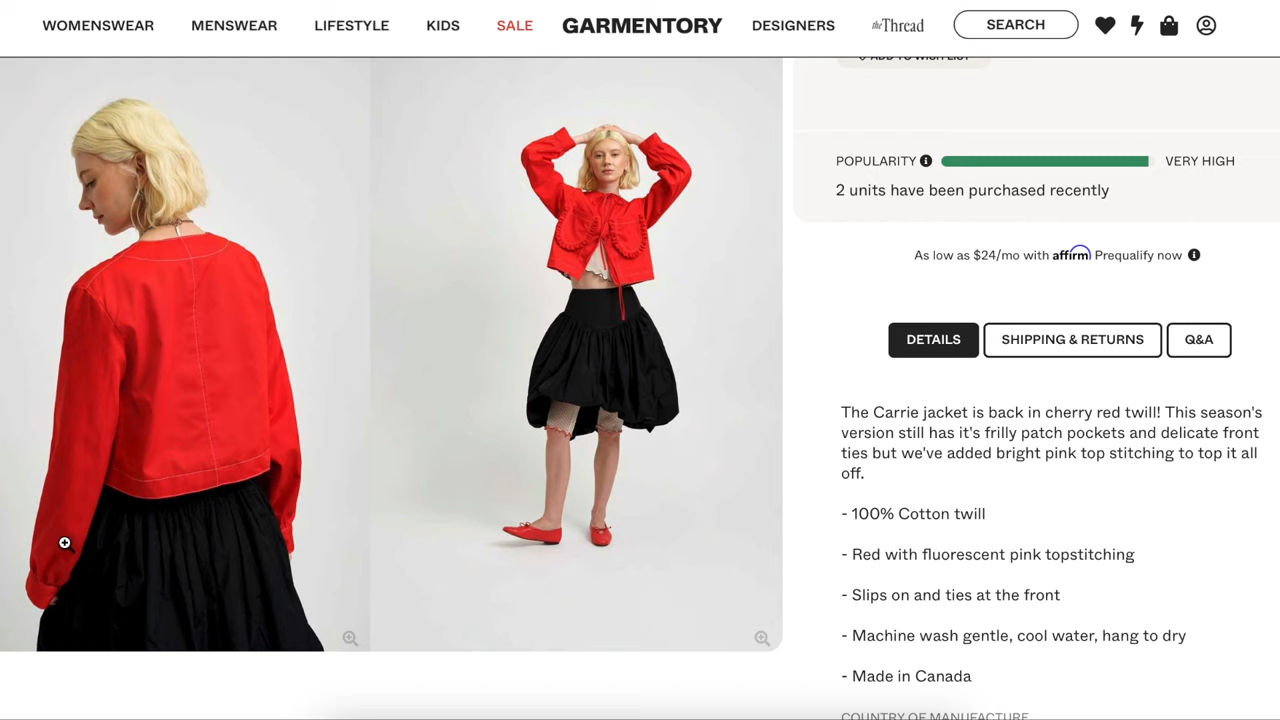 WOMENSWEAR MENSWEAR LIFESTYLE KIDS SALE GARMENTORY DESIGNERS the Thread SEARCH
ADD TO WISH LIST
POPULARITY VERY HIGH
2 units have been purchased recently
As low as $24/mo with affirm Prequalify now
DETAILS SHIPPING & RETURNS Q&A
The Carrie jacket is back in cherry red twill! This season's
version still has it's frilly patch pockets and delicate front
ties but we've added bright pink top stitching to top it all
off.
- 100% Cotton twill
- Red with fluorescent pink topstitching
- Slips on and ties at the front
- Machine wash gentle, cool water, hang to dry
- Made in Canada
COUNTRY OF MANUFACTURE